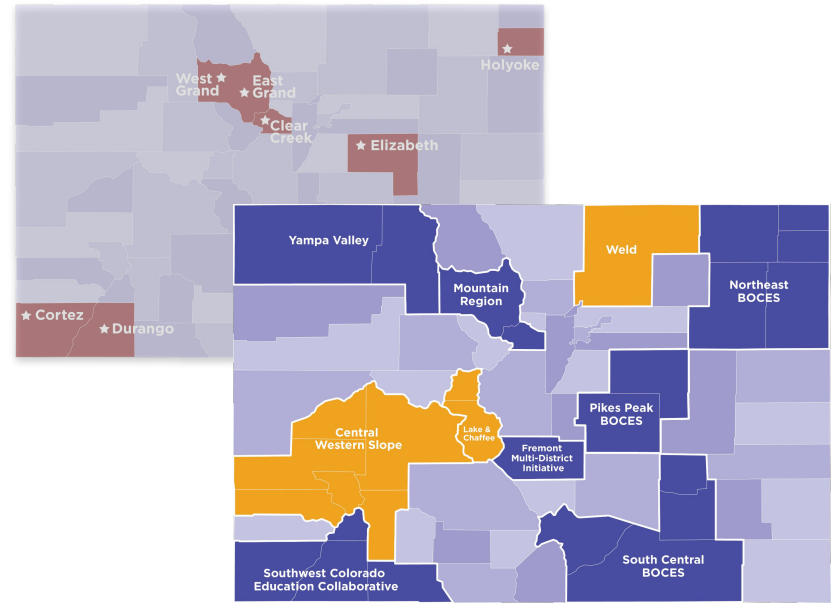 Holyoke
West
Grand
East
Grand
Clear
Creek
Elizabeth
Cortez
Durango
Yampa Valley
Weld
Mountain
Region
Northeast
BOCES
Pikes Peak
BOCES
Central
Western Slope
Lake &
Chaffee
Fremont
Multi-District
Initiative
South Central
BOCES
Southwest Colorado
Education Collaborative